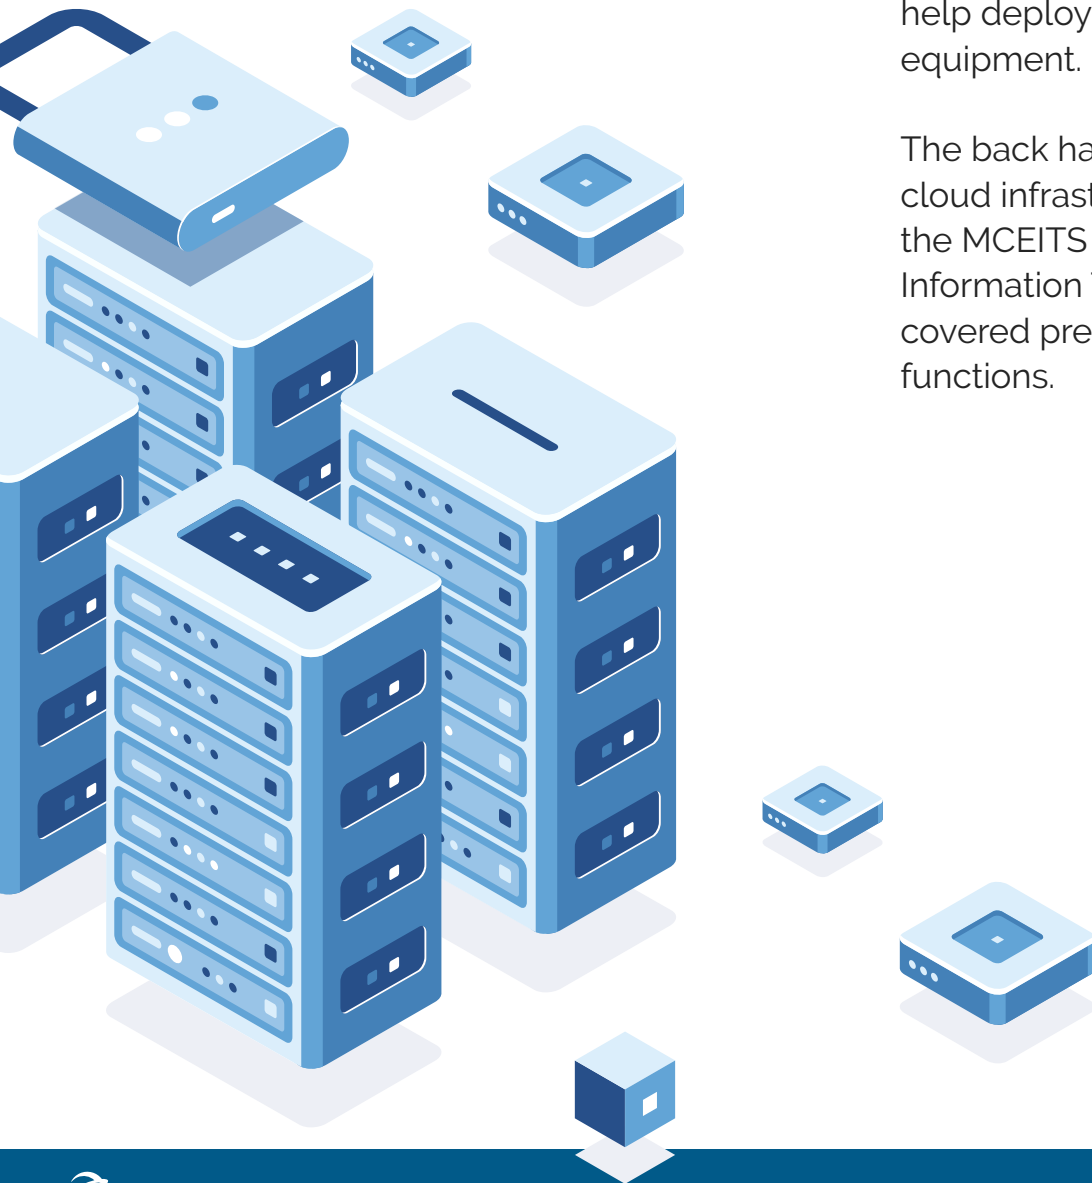 help deploy
equipment.
The back ha
cloud infrast
the MCEITS
Information
covered pre
functions.